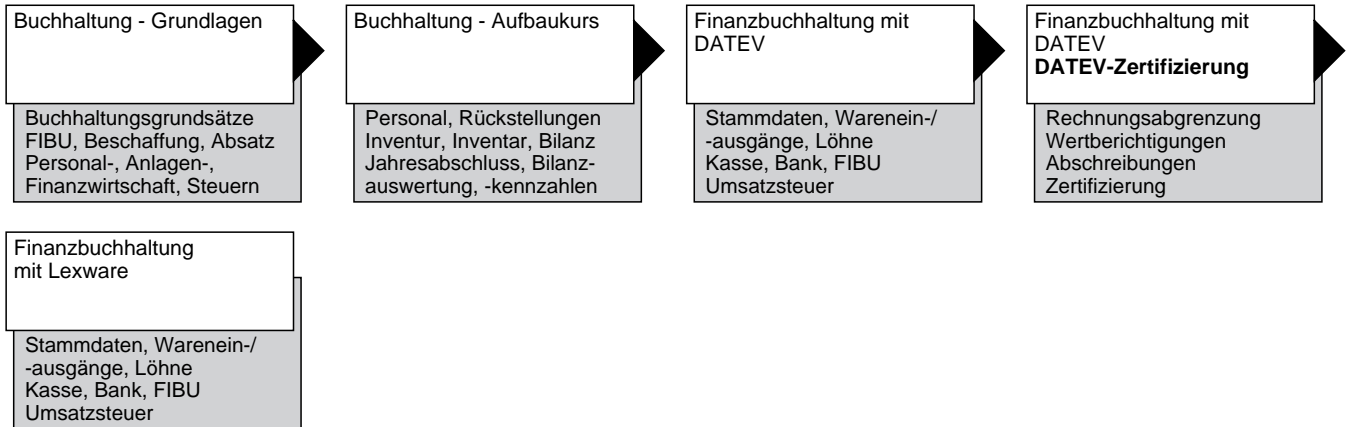 Buchhaltung - Grundlagen
Buchhaltungsgrundsätze
FIBU, Beschaffung, Absatz
Personal-, Anlagen-,
Finanzwirtschaft, Steuern
Buchhaltung - Aufbaukurs
Personal, Rückstellungen
Inventur, Inventar, Bilanz
Jahresabschluss, Bilanz-
auswertung, -kennzahlen
Finanzbuchhaltung mit
DATEV
Stammdaten, Warenein-/
-ausgänge, Löhne
Kasse, Bank, FIBU
Umsatzsteuer
Finanzbuchhaltung mit
DATEV
DATEV-Zertifizierung
Rechnungsabgrenzung
Wertberichtigungen
Abschreibungen
Zertifizierung
Finanzbuchhaltung
mit Lexware
Stammdaten, Warenein-/
-ausgänge, Löhne
Kasse, Bank, FIBU
Umsatzsteuer